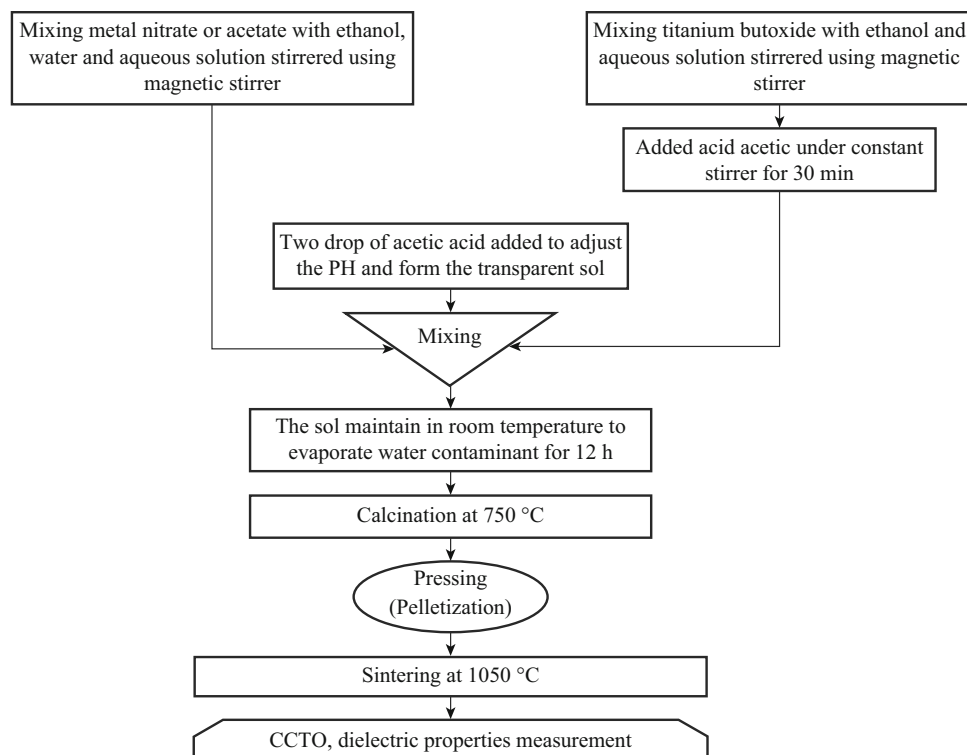 Mixing metal nitrate or acetate with ethanol,
water and aqueous solution stirrered using
magnetic stirrer
Mixing titanium butoxide with ethanol and
aqueous solution stirrered using magnetic
stirrer
Added acid acetic under constant
stirrer for 30 min
Two drop of acetic acid added to adjust
the PH and form the transparent sol
Mixing
The sol maintain in room temperature to
evaporate water contaminant for 12 h
Calcination at 750 °C
Pressing
(Pelletization)
Sintering at 1050 °C
CCTO, dielectric properties measurement